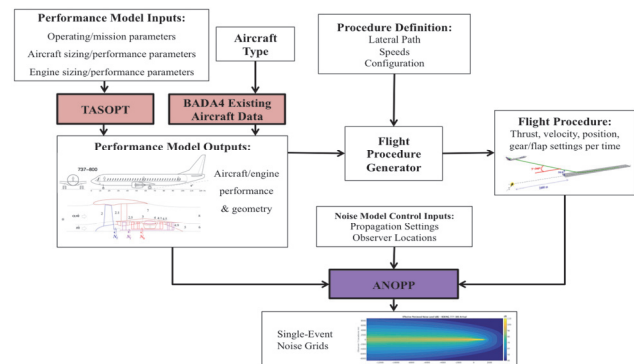 Performance Model Inputs:
Operating/mission parameters
Aircraft sizing/performance parameters
Engine sizing/performance parameters
Aircraft
Type
Procedure Definition:
Lateral Path
Speeds
Configuration
TASOPT
BADA4 Existing
Aircraft Data
Performance Model Outputs:
737-800
Aircraft/engine
performance
& geometry
Flight
Procedure
Generator
Flight Procedure:
Thrust, velocity, position,
gear/flap settings per time
Noise Model Control Inputs:
Propagation Settings
Observer Locations
ANOPP
Single-Event
Noise Grids